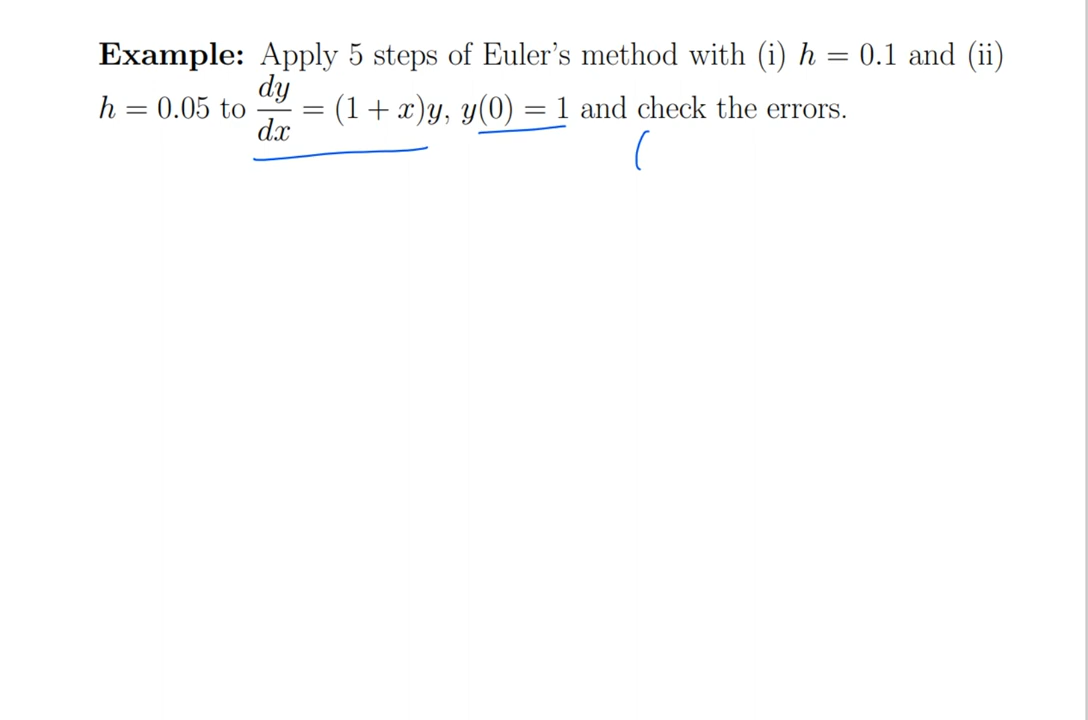 Example: Apply 5 steps of Euler's method with (i) h = 0.1 and (ii)
h = 0.05 to dy/dx = (1 + x)y, y(0) = 1 and check the errors.
(